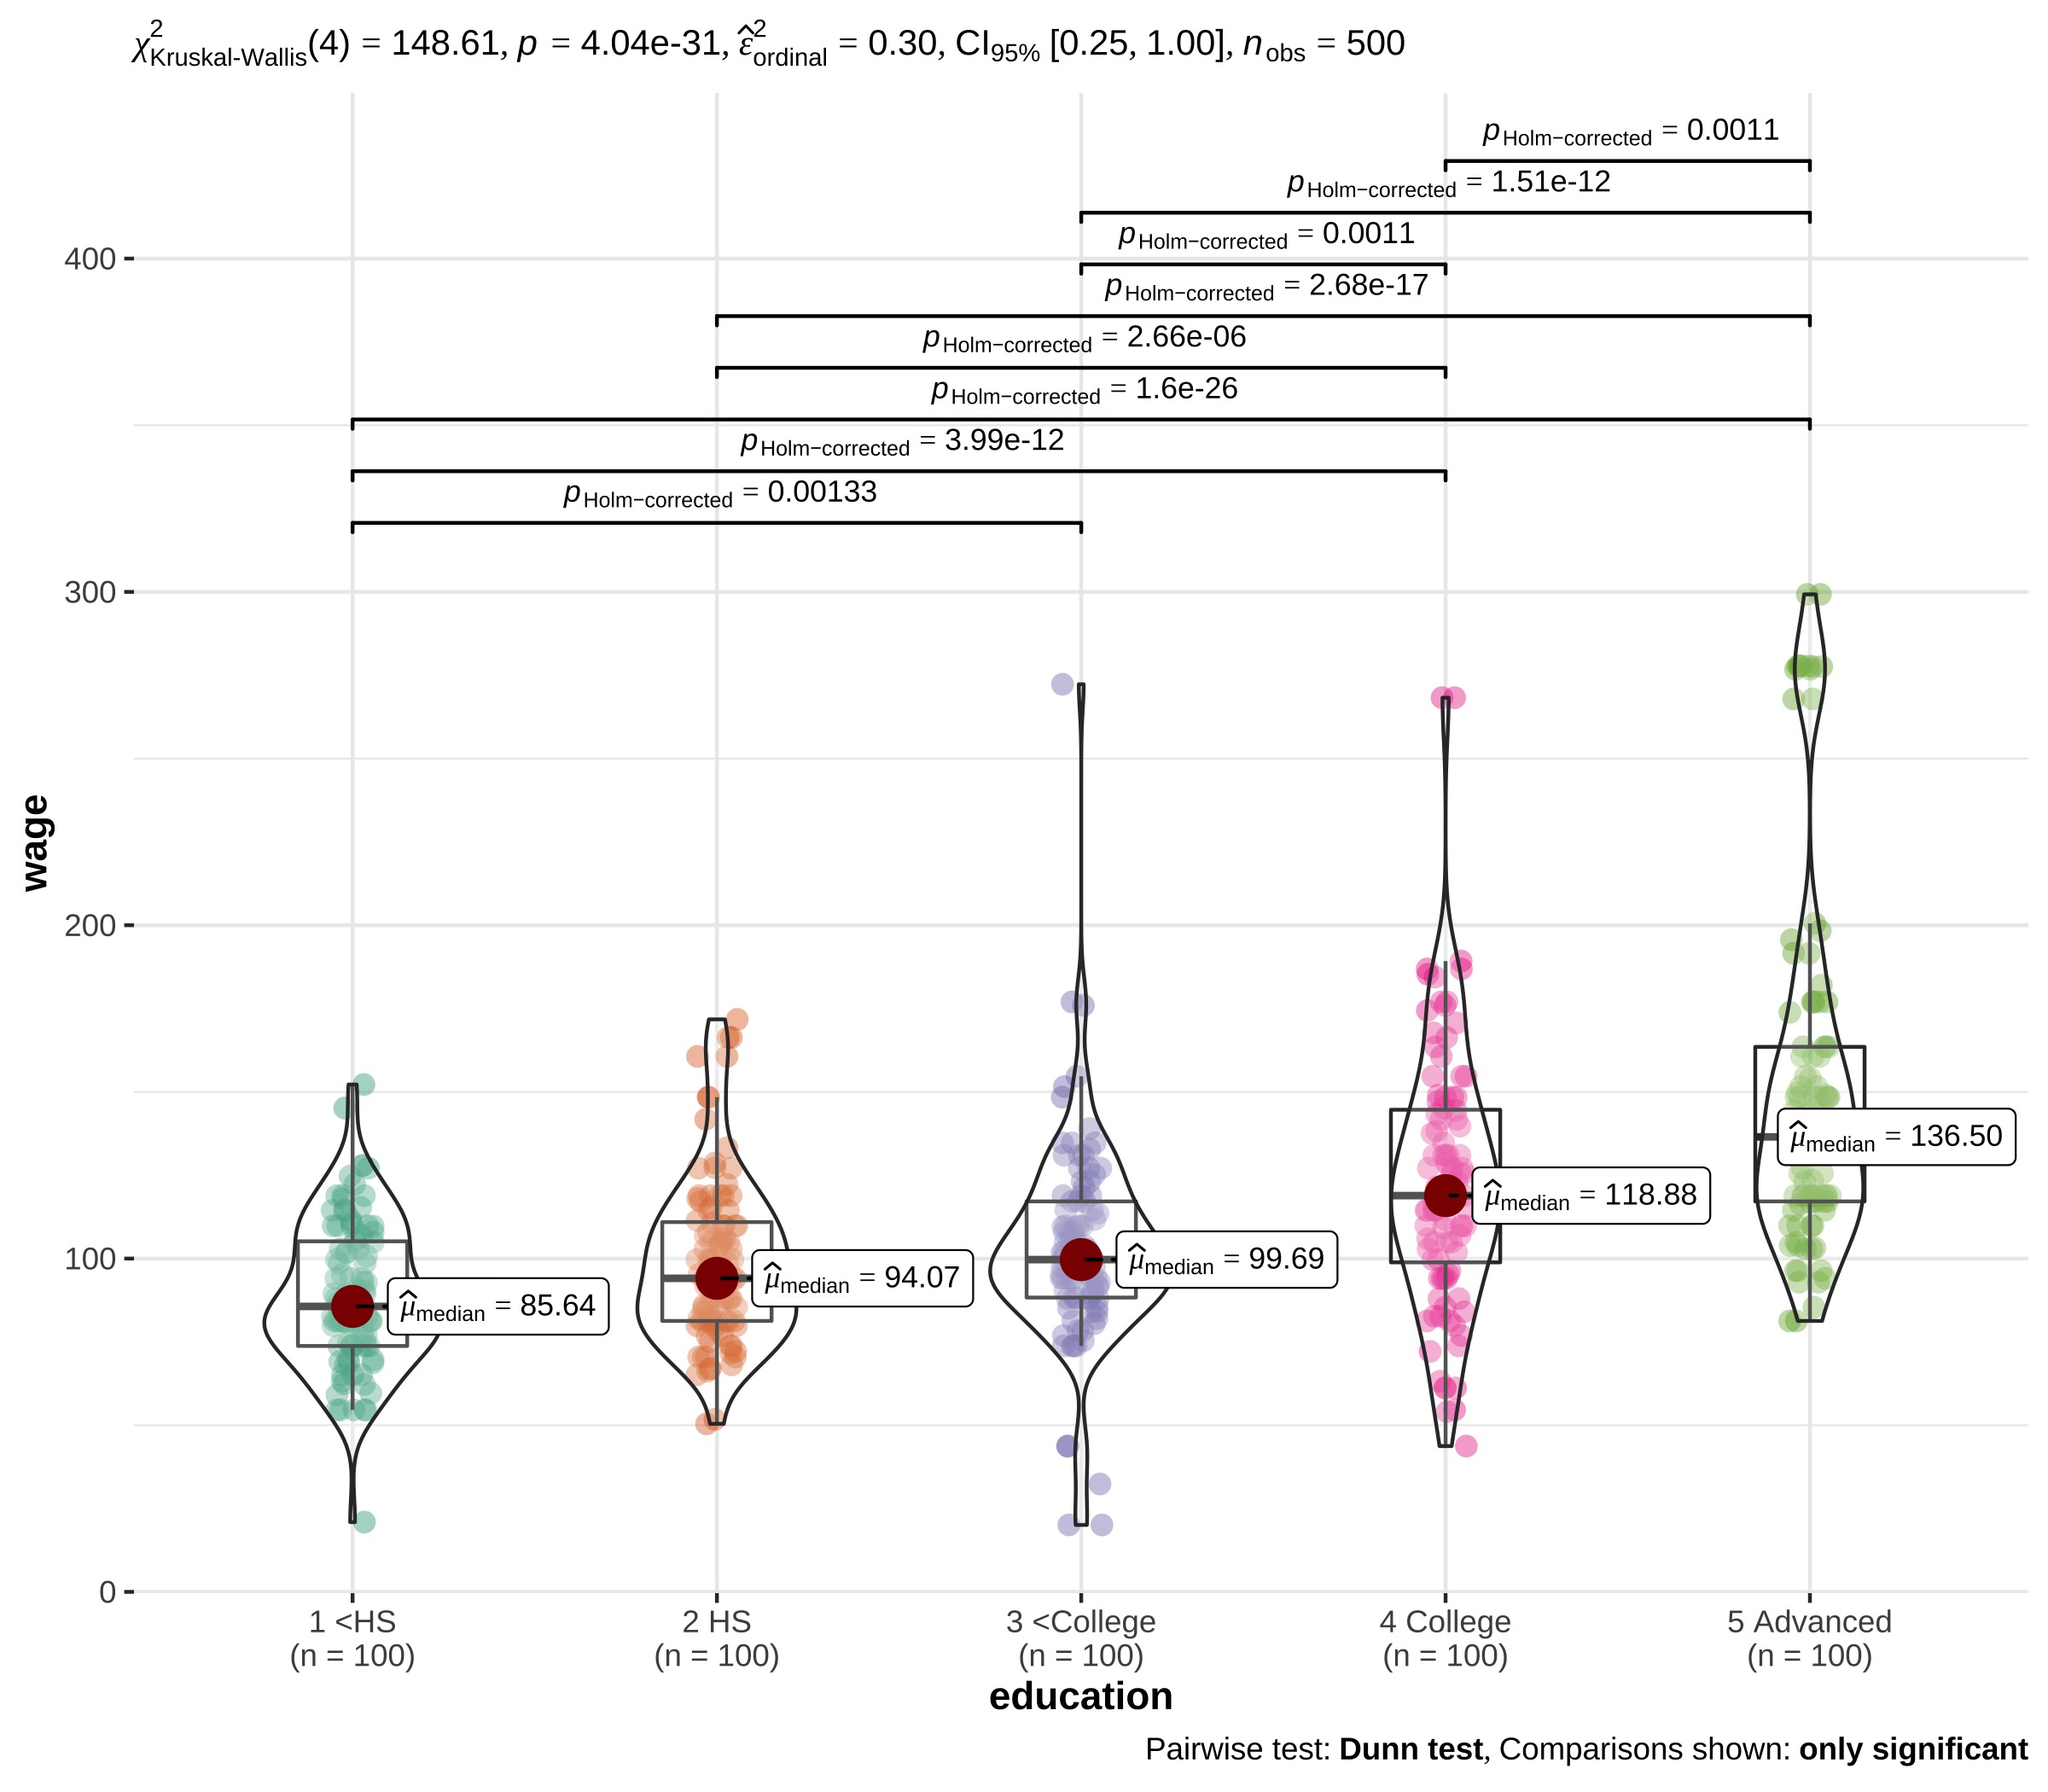 χ²Kruskal-Wallis(4) = 148.61, p = 4.04e-31, ε̂²ordinal = 0.30, CI95% [0.25, 1.00], nobs = 500
pHolm−corrected = 0.0011
pHolm−corrected = 1.51e-12
pHolm−corrected = 0.0011
pHolm−corrected = 2.68e-17
pHolm−corrected = 2.66e-06
pHolm−corrected = 1.6e-26
pHolm−corrected = 3.99e-12
pHolm−corrected = 0.00133
400
300
200
100
0
wage
μ̂median = 85.64
μ̂median = 94.07
μ̂median = 99.69
μ̂median = 118.88
μ̂median = 136.50
1 <HS
(n = 100)
2 HS
(n = 100)
3 <College
(n = 100)
4 College
(n = 100)
5 Advanced
(n = 100)
education
Pairwise test: Dunn test, Comparisons shown: only significant